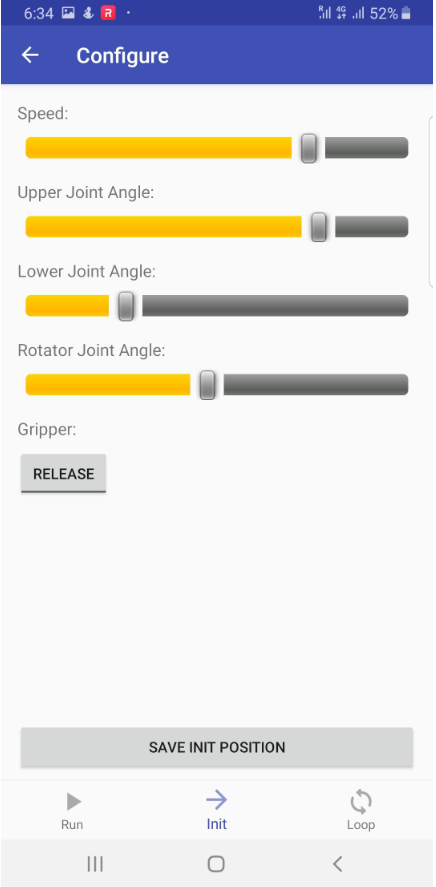 6:34 R · R 4G 52%
Configure
Speed:
Upper Joint Angle:
Lower Joint Angle:
Rotator Joint Angle:
Gripper:
RELEASE
SAVE INIT POSITION
Run Init Loop